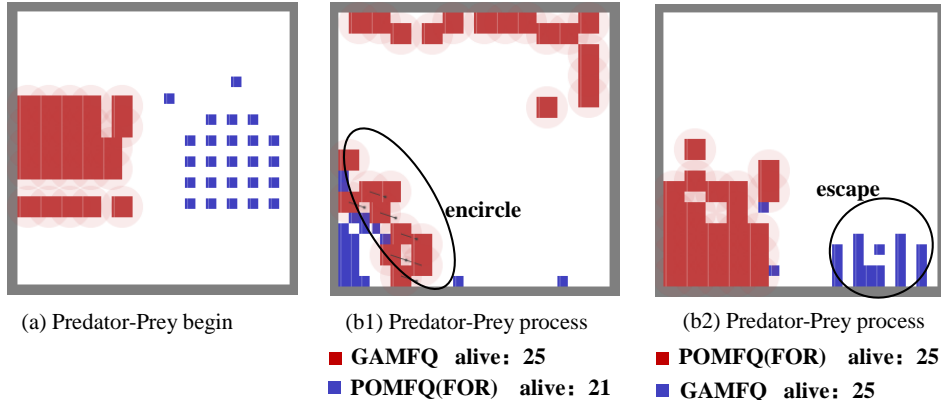 encircle
escape
(a) Predator-Prey begin
(b1) Predator-Prey process
(b2) Predator-Prey process
GAMFQ alive：25
POMFQ(FOR) alive：21
POMFQ(FOR) alive：25
GAMFQ alive：25